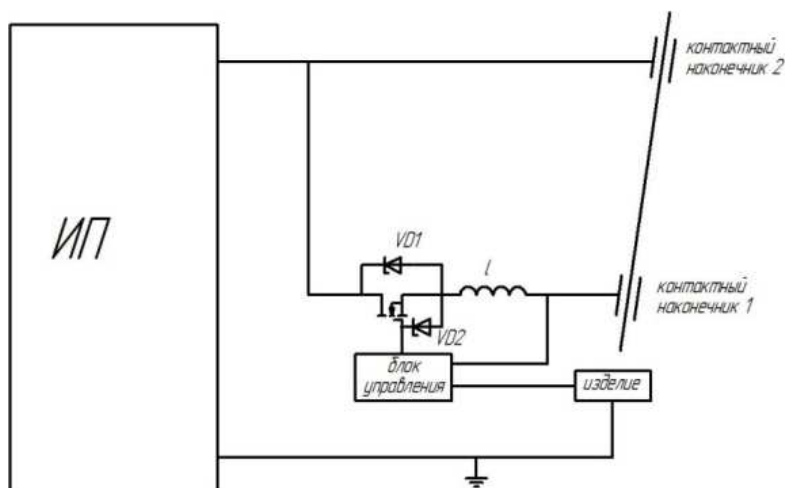 контактный
наконечник 2
ИП
VD1
l
контактный
наконечник 1
VD2
блок
управления
изделие